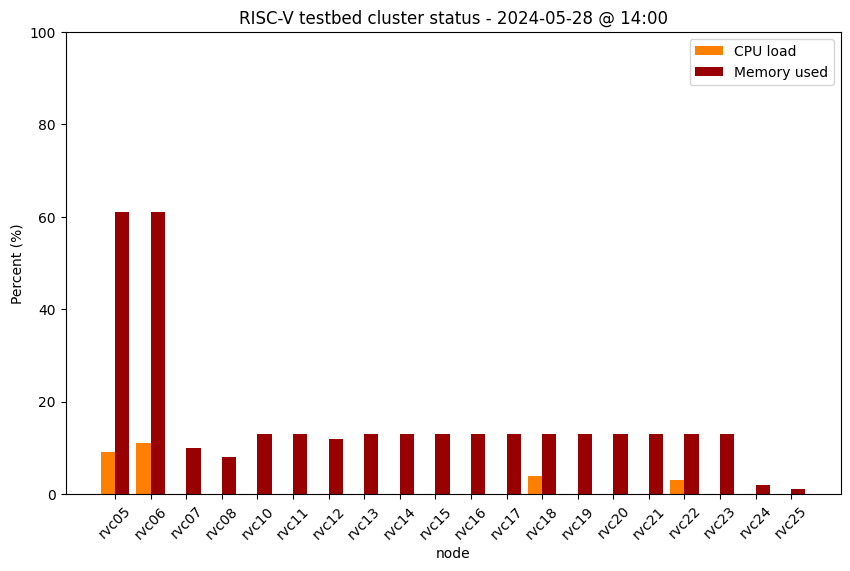 RISC-V testbed cluster status - 2024-05-28 @ 14:00
CPU load
Memory used
Percent (%)
100
80
60
40
20
0
rvc05 rvc06 rvc07 rvc08 rvc10 rvc11 rvc12 rvc13 rvc14 rvc15 rvc16 rvc17 rvc18 rvc19 rvc20 rvc21 rvc22 rvc23 rvc24 rvc25
node